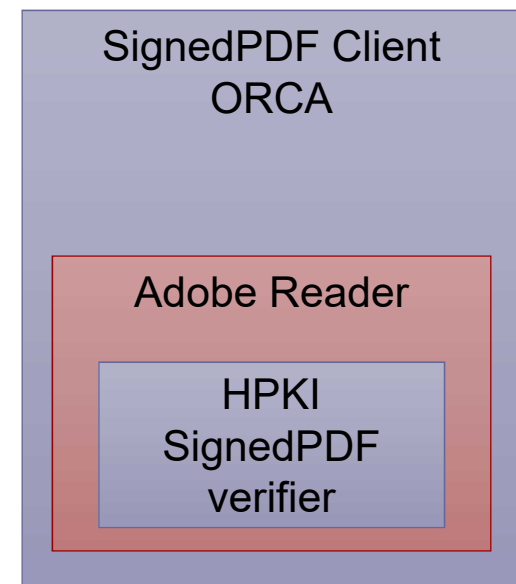 SignedPDF Client
ORCA
Adobe Reader
HPKI
SignedPDF
verifier